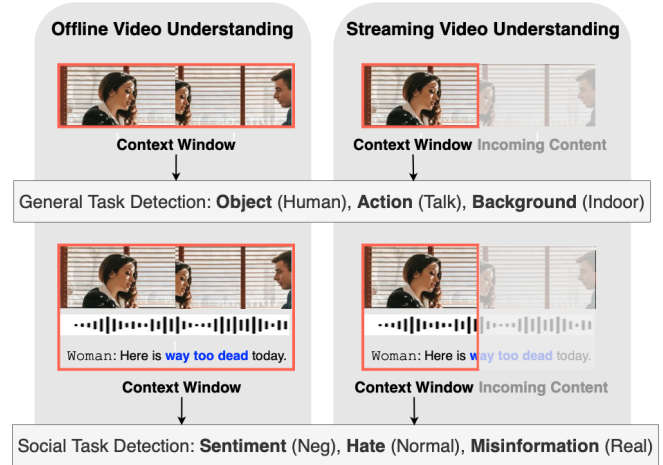 Offline Video Understanding
Streaming Video Understanding
Context Window
Context Window Incoming Content
General Task Detection: Object (Human), Action (Talk), Background (Indoor)
Woman: Here is way too dead today.
Woman: Here is way too dead today.
Context Window
Context Window Incoming Content
Social Task Detection: Sentiment (Neg), Hate (Normal), Misinformation (Real)